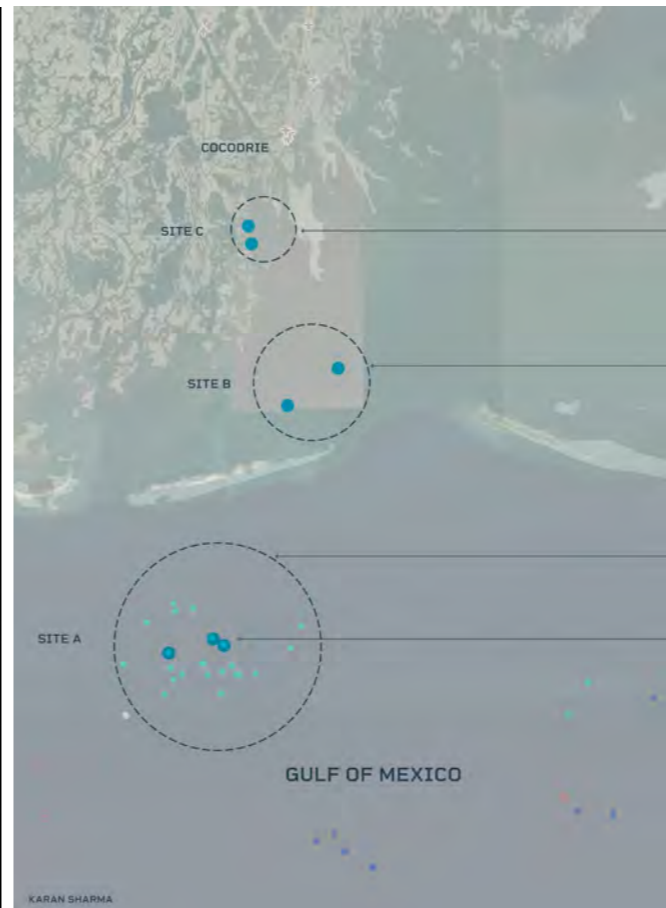 COCODRIE
SITE C
SITE B
SITE A
GULF OF MEXICO
KARAN SHARMA